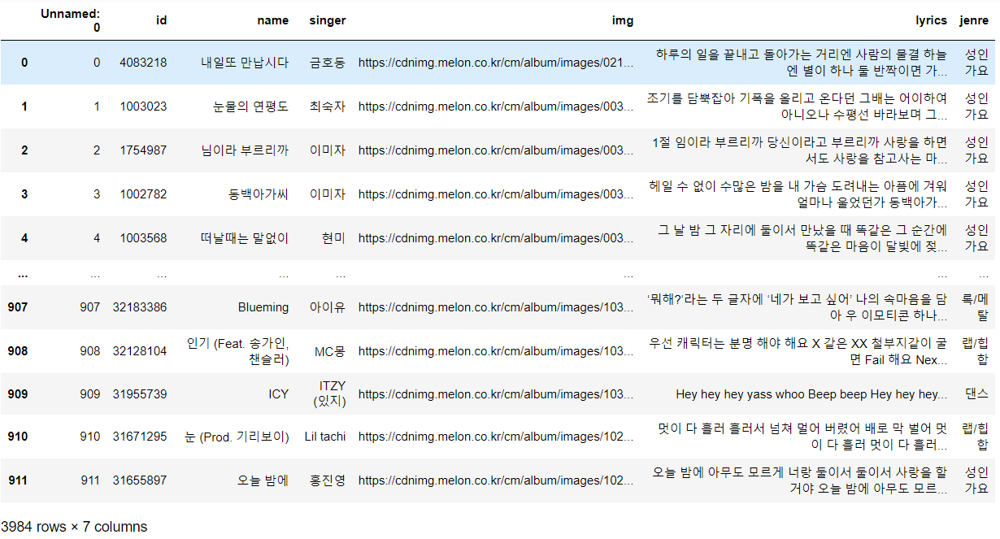 Unnamed: 0 id name singer img lyrics jenre
0 0 4083218 내일또 만납시다 금호동 https://cdnimg.melon.co.kr/cm/album/images/021... 하루의 일을 끝내고 돌아가는 거리엔 사람의 물결 하늘엔 별이 하나 둘 반짝이면 가... 성인가요
1 1 1003023 눈물의 연평도 최숙자 https://cdnimg.melon.co.kr/cm/album/images/003... 조기를 담뿍잡아 기폭을 올리고 온다던 그배는 어이하여 아니오나 수평선 바라보며 그... 성인가요
2 2 1754987 님이라 부르리까 이미자 https://cdnimg.melon.co.kr/cm/album/images/003... 1절 임이라 부르리까 당신이라고 부르리까 사랑을 하면서도 사랑을 참고사는 마... 성인가요
3 3 1002782 동백아가씨 이미자 https://cdnimg.melon.co.kr/cm/album/images/003... 헤일 수 없이 수많은 밤을 내 가슴 도려내는 아픔에 겨워 얼마나 울었던가 동백아가... 성인가요
4 4 1003568 떠날때는 말없이 현미 https://cdnimg.melon.co.kr/cm/album/images/003... 그 날 밤 그 자리에 둘이서 만났을 때 똑같은 그 순간에 똑같은 마음이 달빛에 젖... 성인가요
... ... ... ... ... ... ... ...
907 907 32183386 Blueming 아이유 https://cdnimg.melon.co.kr/cm/album/images/103... ‘뭐해?‘라는 두 글자에 ‘네가 보고 싶어’ 나의 속마음을 담아 우 이모티콘 하나... 록/메탈
908 908 32128104 인기 (Feat. 송가인, 챈슬러) MC몽 https://cdnimg.melon.co.kr/cm/album/images/103... 우선 캐릭터는 분명 해야 해요 X 같은 XX 철부지같이 굴면 Fail 해요 Nex... 랩/힙합
909 909 31955739 ICY ITZY (있지) https://cdnimg.melon.co.kr/cm/album/images/103... Hey hey hey yass whoo Beep beep Hey hey hey... 댄스
910 910 31671295 눈 (Prod. 기리보이) Lil tachi https://cdnimg.melon.co.kr/cm/album/images/102... 멋이 다 흘러 흘러서 넘쳐 멀어 버렸어 배로 막 벌어 멋이 다 흘러 멋이 다 흘러... 랩/힙합
911 911 31655897 오늘 밤에 홍진영 https://cdnimg.melon.co.kr/cm/album/images/102... 오늘 밤에 아무도 모르게 너랑 둘이서 둘이서 사랑을 할거야 오늘 밤에 아무도 모르... 성인가요
3984 rows × 7 columns